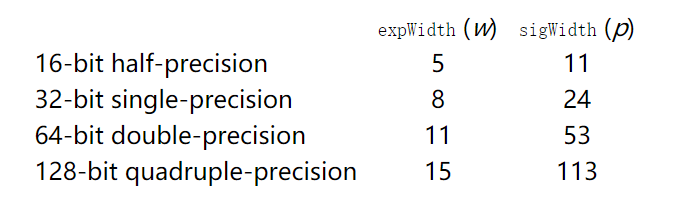 expWidth (w) sigWidth (p)
16-bit half-precision 5 11
32-bit single-precision 8 24
64-bit double-precision 11 53
128-bit quadruple-precision 15 113